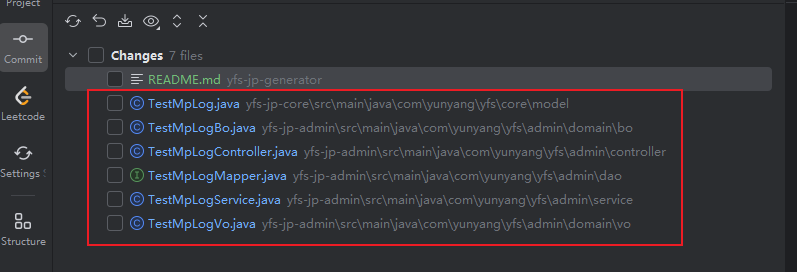 Project
Commit
Leetcode
Settings
Structure
Changes 7 files
README.md yfs-jp-generator
TestMpLog.java yfs-jp-core\src\main\java\com\yunyang\yfs\core\model
TestMpLogBo.java yfs-jp-admin\src\main\java\com\yunyang\yfs\admin\domain\bo
TestMpLogController.java yfs-jp-admin\src\main\java\com\yunyang\yfs\admin\controller
TestMpLogMapper.java yfs-jp-admin\src\main\java\com\yunyang\yfs\admin\dao
TestMpLogService.java yfs-jp-admin\src\main\java\com\yunyang\yfs\admin\service
TestMpLogVo.java yfs-jp-admin\src\main\java\com\yunyang\yfs\admin\domain\vo